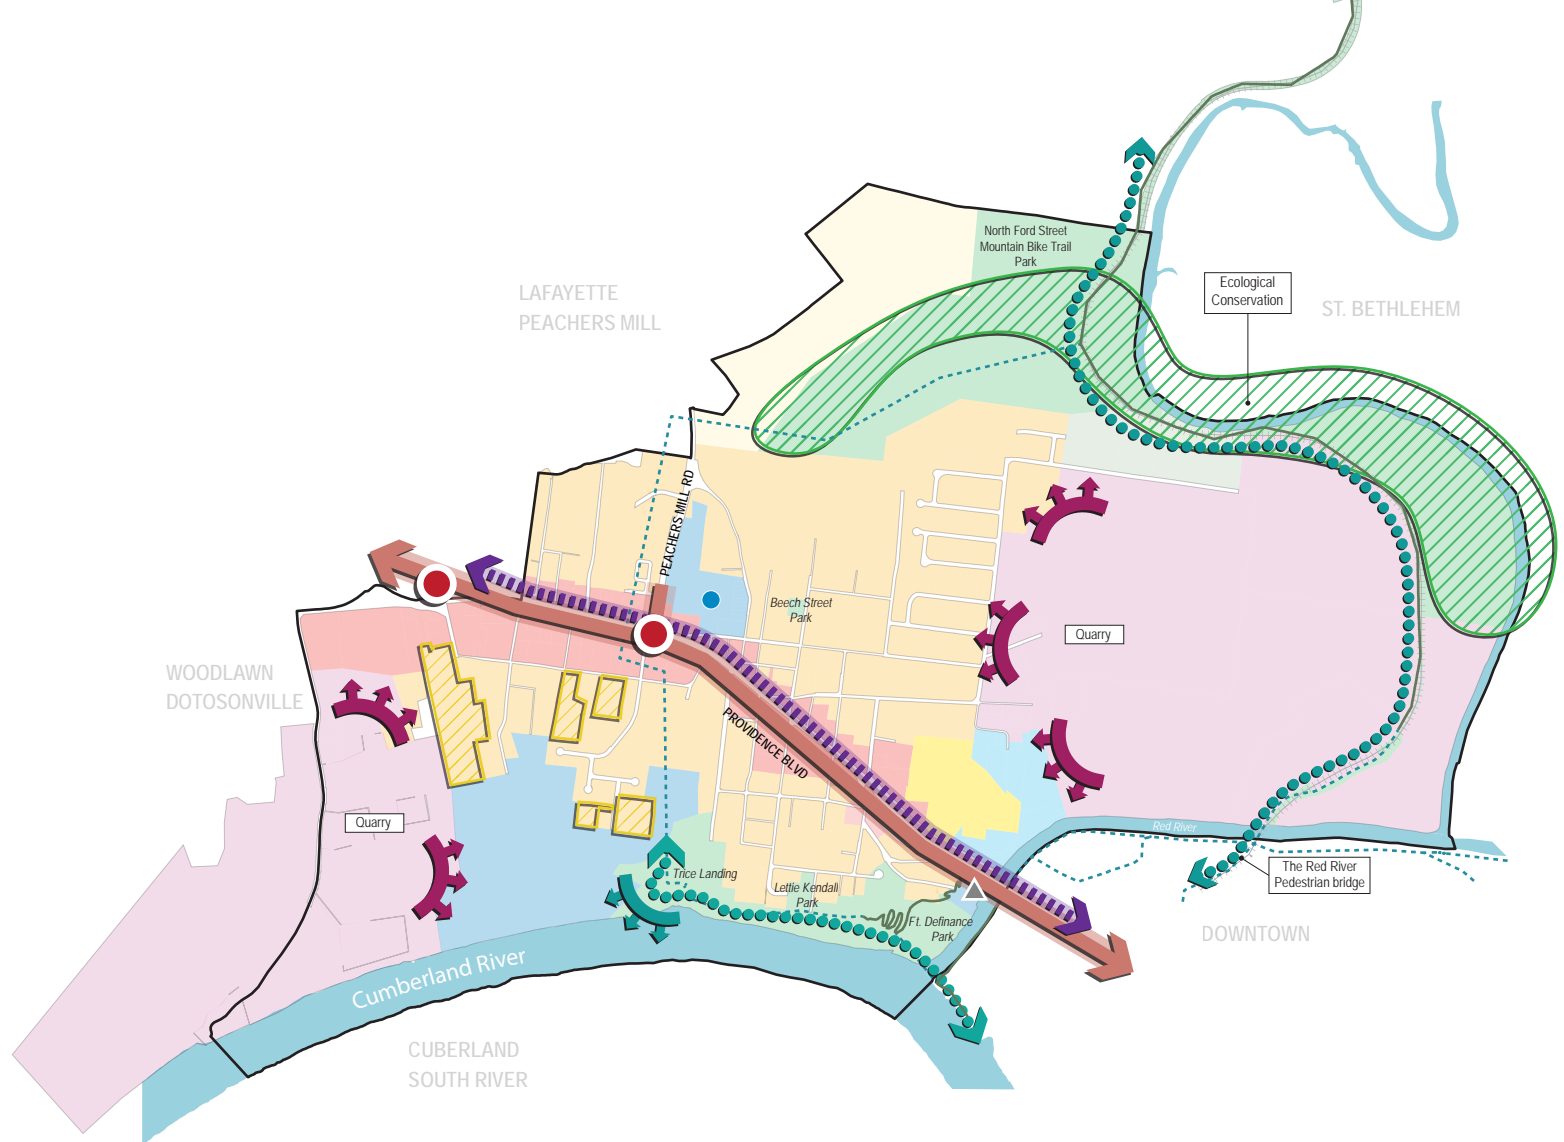 North Ford Street
Mountain Bike Trail
Park
Ecological
Conservation
LAFAYETTE
PEACHERS MILL
ST. BETHLEHEM
PEACHERS MILL RD
Beech Street
Park
Quarry
WOODLAWN
DOTOSONVILLE
PROVIDENCE BLVD
Quarry
Red River
The Red River
Pedestrian bridge
Trice Landing
Lettie Kendall
Park
Ft. Definance
Park
DOWNTOWN
Cumberland River
CUBERLAND
SOUTH RIVER